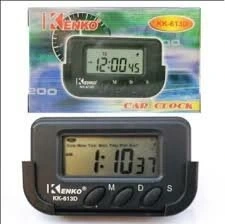 KENKO
KK-613D
12:00 45
KENKO
200
CAR CLOCK
SUN MON TUE WED THU FRI SAT
1:10 37
KENKO
KK-613D
M D S